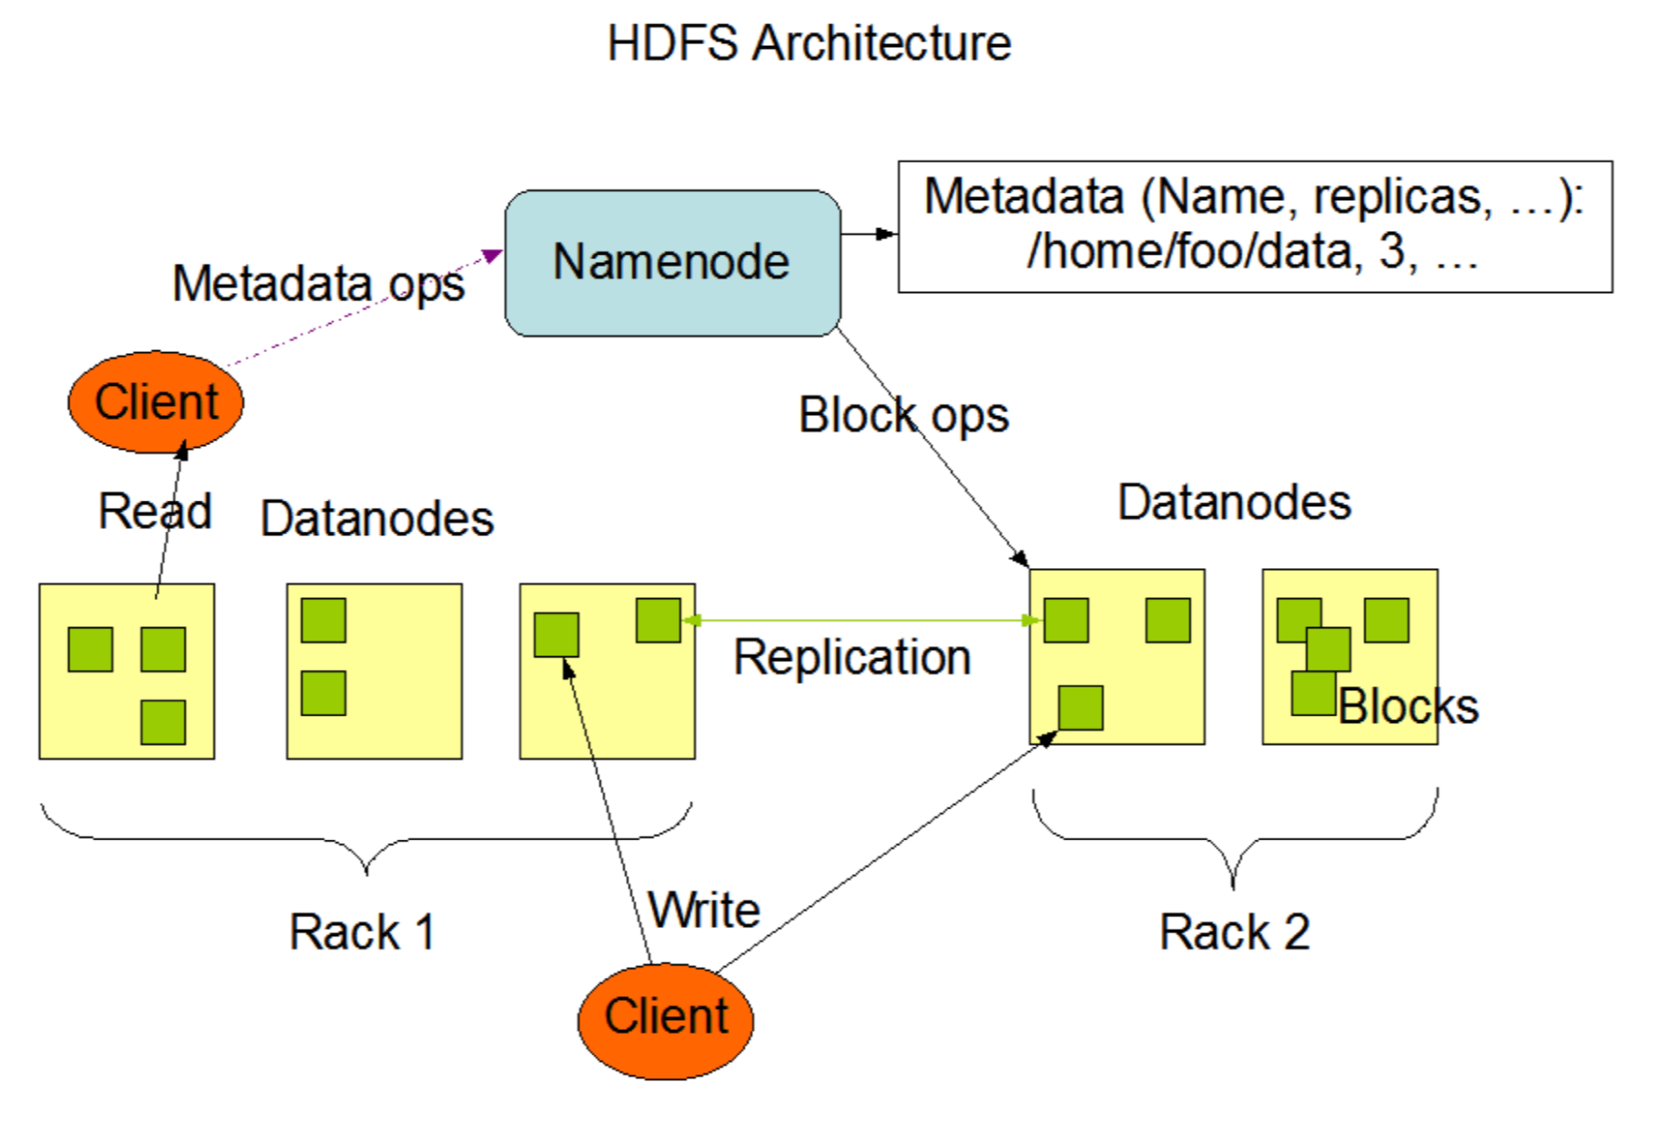 HDFS Architecture
Metadata (Name, replicas, …):
/home/foo/data, 3, …
Namenode
Metadata ops
Client
Block ops
Read
Datanodes
Datanodes
Replication
Blocks
Rack 1
Write
Rack 2
Client